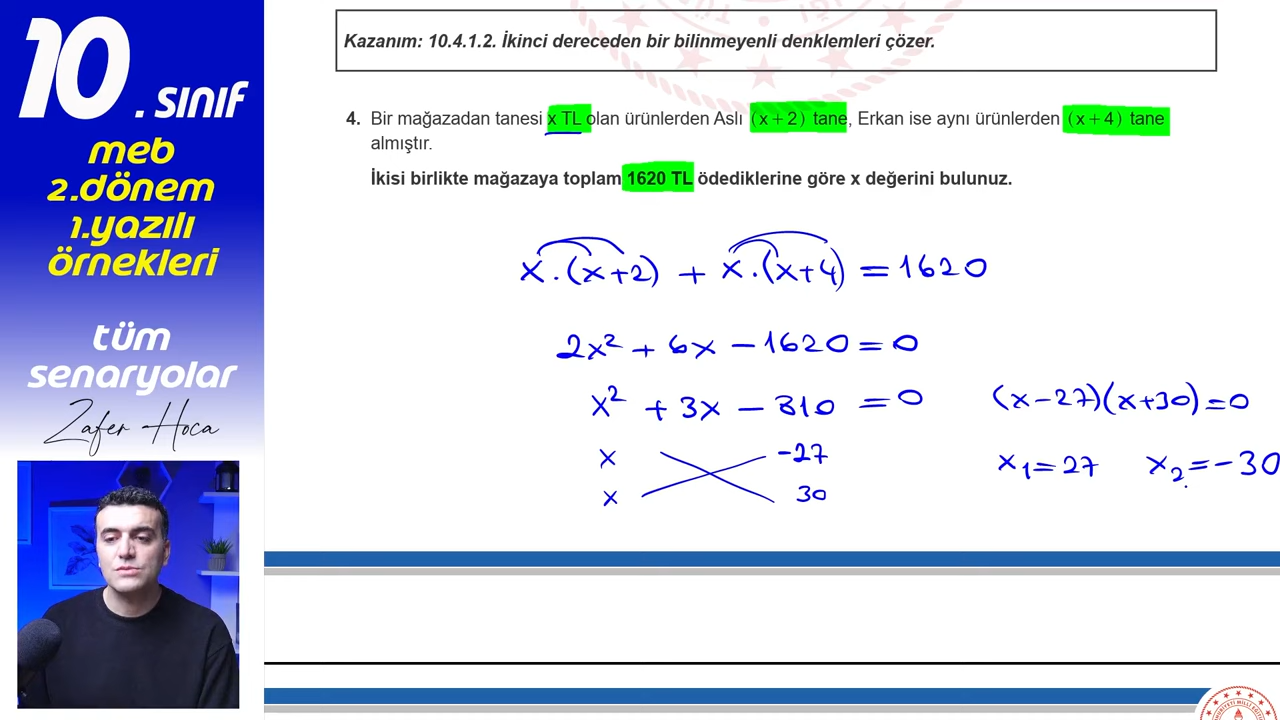 10. SINIF
meb
2.dönem
1.yazılı
örnekleri
tüm
senaryolar
Zafer Hoca
Kazanım: 10.4.1.2. İkinci dereceden bir bilinmeyenli denklemleri çözer.
4. Bir mağazadan tanesi x TL olan ürünlerden Aslı (x + 2) tane, Erkan ise aynı ürünlerden (x + 4) tane
almıştır.
İkisi birlikte mağazaya toplam 1620 TL ödediklerine göre x değerini bulunuz.
x.(x+2) + x.(x+4) = 1620
2x² + 6x - 1620 = 0
x² + 3x - 810 = 0
x -27
x 30
(x-27)(x+30)=0
x₁=27 x₂=-30